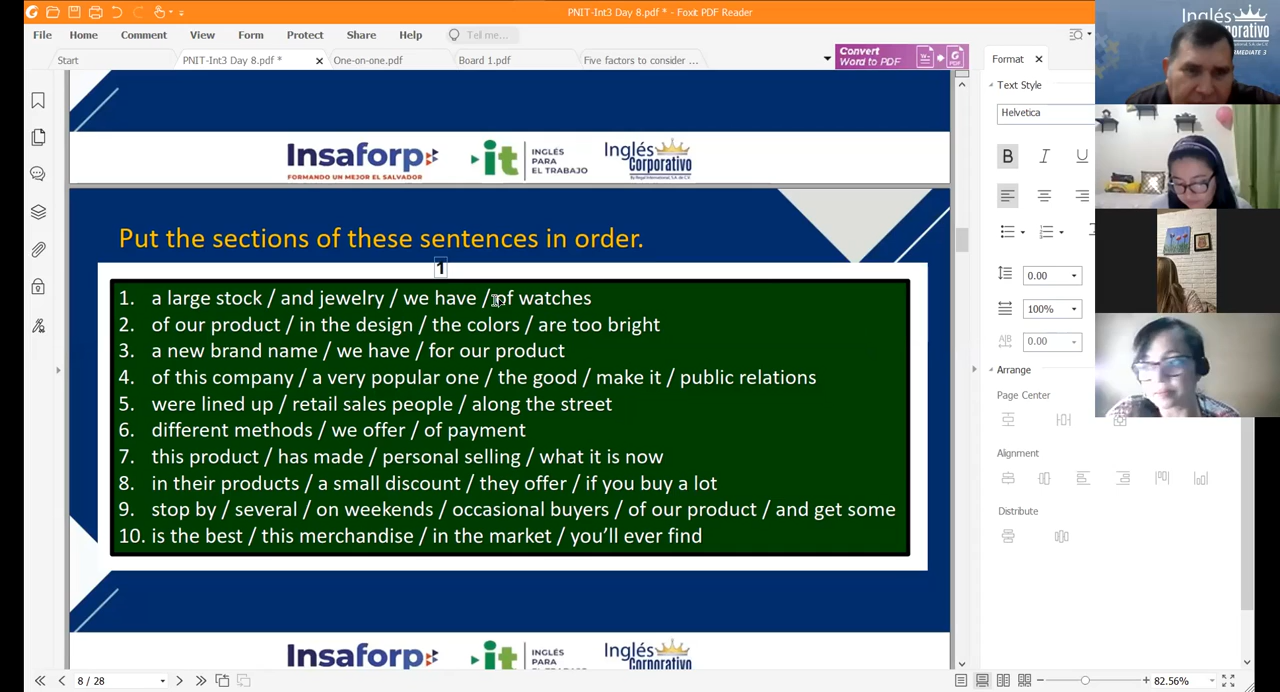 PNIT-Int3 Day 8.pdf * - Foxit PDF Reader
File Home Comment View Form Protect Share Help Tell me...
Start PNIT-Int3 Day 8.pdf * One-on-one.pdf Board 1.pdf Five factors to consider ...
Convert
Word to PDF
Insaforp
FORMANDO UN MEJOR EL SALVADOR
it INGLÉS
PARA
EL TRABAJO
Inglés
Corporativo
Put the sections of these sentences in order.
1
1. a large stock / and jewelry / we have / of watches
2. of our product / in the design / the colors / are too bright
3. a new brand name / we have / for our product
4. of this company / a very popular one / the good / make it / public relations
5. were lined up / retail sales people / along the street
6. different methods / we offer / of payment
7. this product / has made / personal selling / what it is now
8. in their products / a small discount / they offer / if you buy a lot
9. stop by / several / on weekends / occasional buyers / of our product / and get some
10. is the best / this merchandise / in the market / you'll ever find
Insaforp
it INGLÉS
PARA
Inglés
Format
Text Style
Helvetica
B I U
0.00
100%
0.00
Arrange
Page Center
Alignment
Distribute
Inglés
8 / 28
82.56%